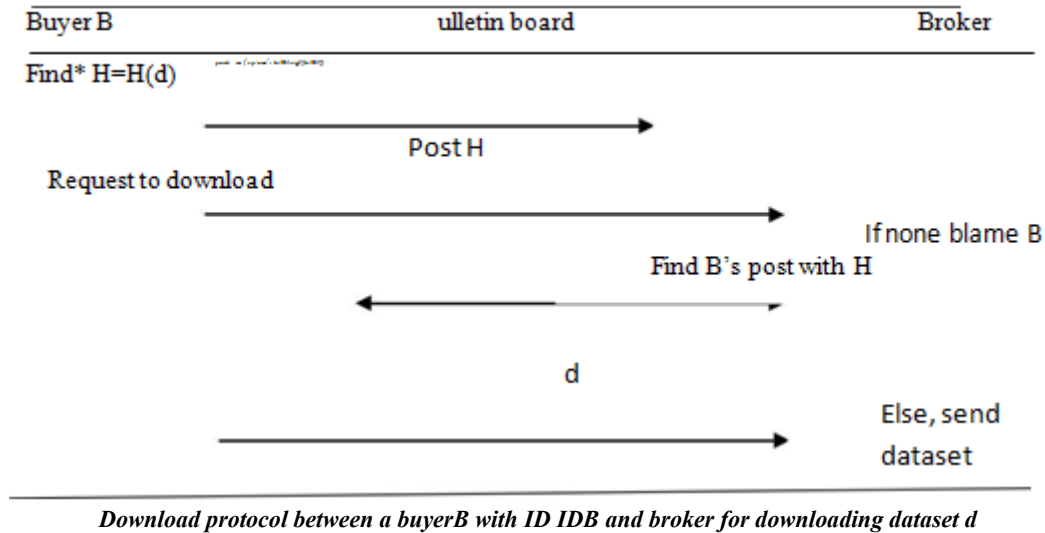 Buyer B ulletin board Broker
Find* H=H(d)
Post H
Request to download
If none blame B
Find B's post with H
d
Else, send
dataset
Download protocol between a buyerB with ID IDB and broker for downloading dataset d